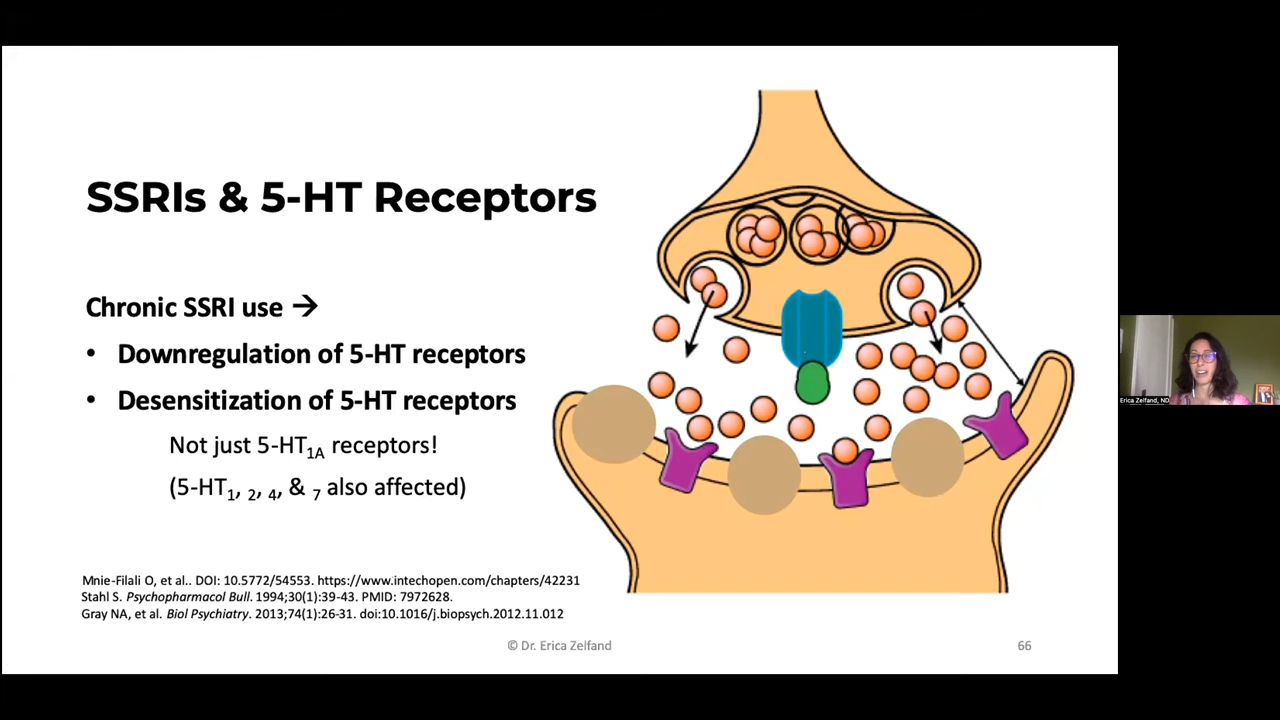 SSRIs & 5-HT Receptors
Chronic SSRI use →
• Downregulation of 5-HT receptors
• Desensitization of 5-HT receptors
Not just 5-HT1A receptors!
(5-HT1, 2, 4, & 7 also affected)
Mnie-Filali O, et al.. DOI: 10.5772/54553. https://www.intechopen.com/chapters/42231
Stahl S. Psychopharmacol Bull. 1994;30(1):39-43. PMID: 7972628.
Gray NA, et al. Biol Psychiatry. 2013;74(1):26-31. doi:10.1016/j.biopsych.2012.11.012
© Dr. Erica Zelfand
66
Erica Zelfand, ND